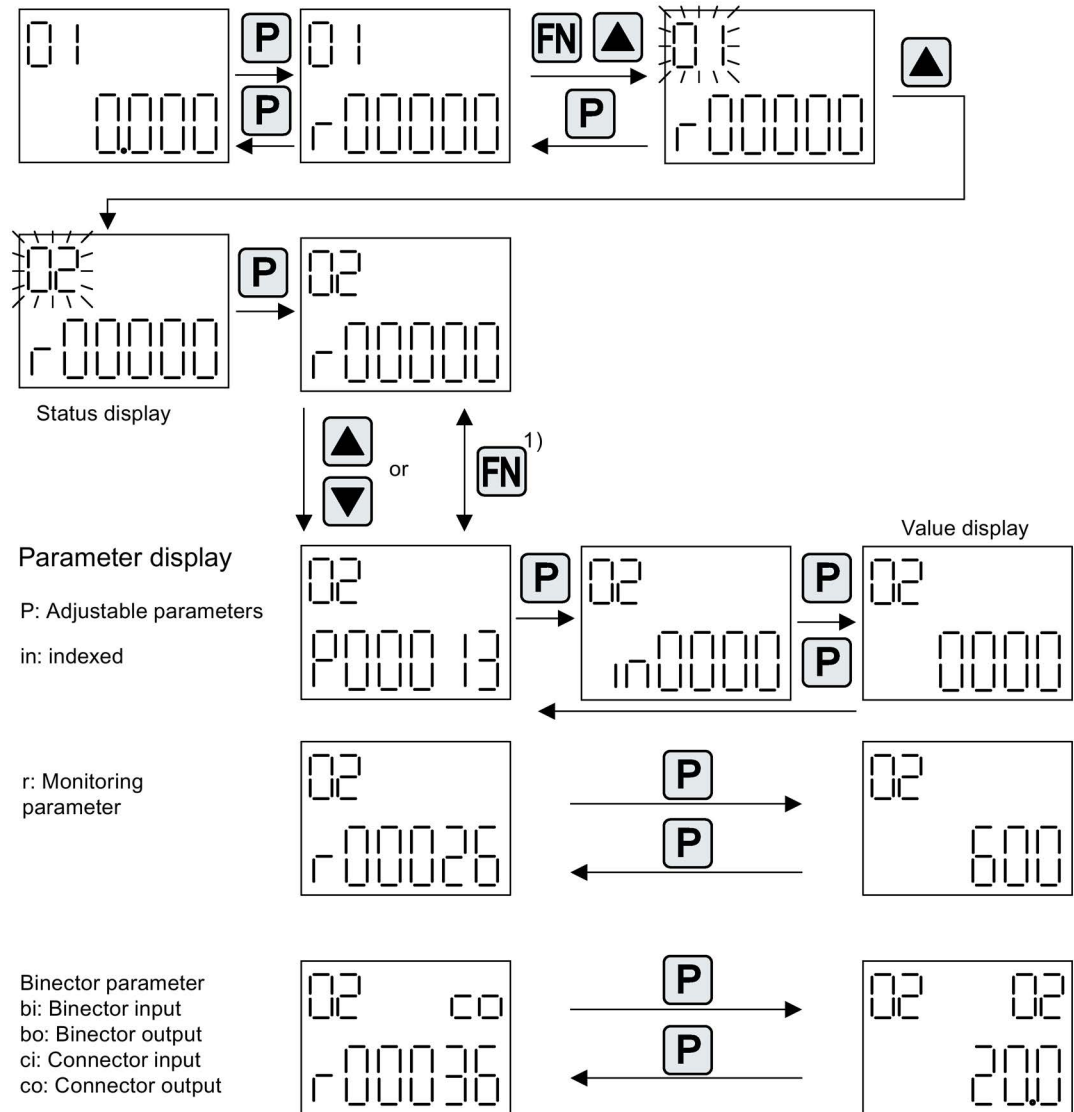 01
P
01
FN
01
0.000
P
r00000
P
r00000
02
P
02
r00000
r00000
Status display
or
FN
1)
Value display
Parameter display
02
P
02
P
02
P: Adjustable parameters
in: indexed
P00013
in0000
P
0000
r: Monitoring
parameter
02
P
02
r00026
P
600
Binector parameter
bi: Binector input
bo: Binector output
ci: Connector input
co: Connector output
02 co
P
02 02
r00036
P
20.0